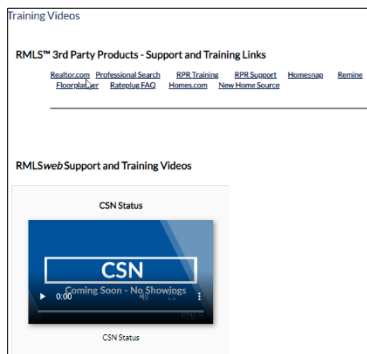 Training Videos
RMLS™ 3rd Party Products - Support and Training Links
Realtor.com Professional Search RPR Training RPR Support Homesnap Remine
Floorplanner Rateplug FAQ Homes.com New Home Source
RMLSweb Support and Training Videos
CSN Status
CSN
Coming Soon - No Showings
0:00
CSN Status